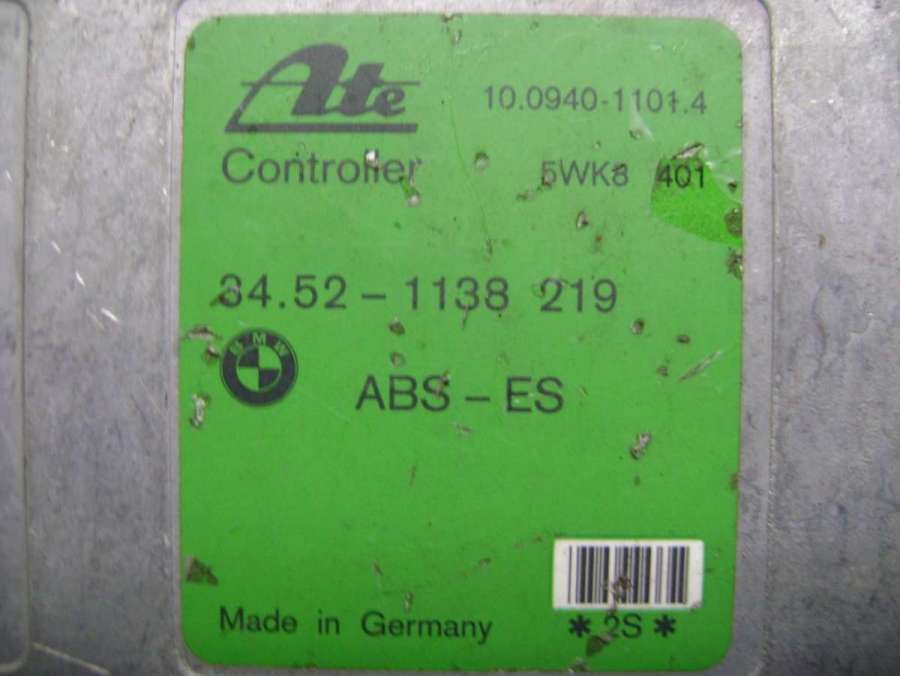 Ate
10.0940-1101.4
Controller
5WK8 401
34.52-1138 219
BMW
ABS-ES
Made in Germany
*2S*